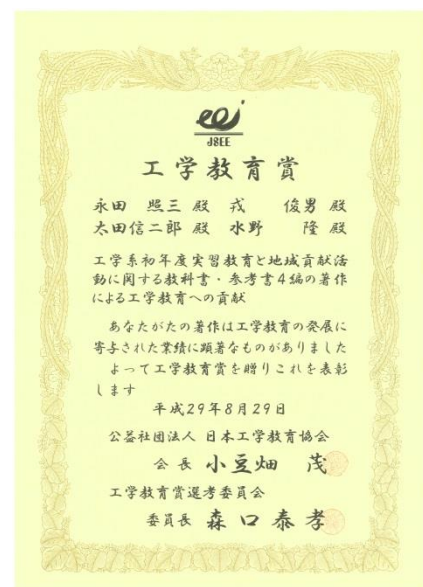 eej
JSEE
工学教育賞
永田 照三 殿 戎 俊男 殿
太田信二郎 殿 水野 隆 殿
工学系初年度実習教育と地域貢献活
動に関する教科書・参考書4編の著作
による工学教育への貢献
あなたがたの著作は工学教育の発展に
寄与された業績に顕著なものがありました
よって工学教育賞を贈りこれを表彰
します
平成29年8月29日
公益社団法人 日本工学教育協会
会長 小豆畑 茂
工学教育賞選考委員会
委員長 森口泰孝